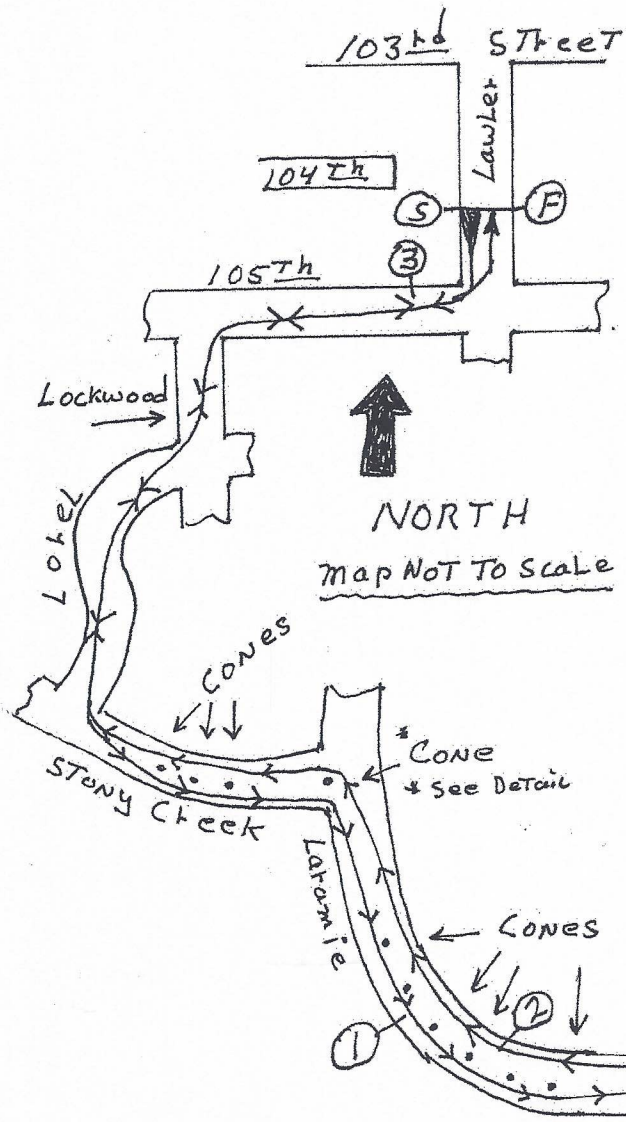 103rd STreeT
Lawler
104Th
S
F
3
105Th
Lockwood
NORTH
Map NOT To Scale
Lorel
CONES
* CONE
* See Detail
STONY Creek
Laramie
CONES
2
1